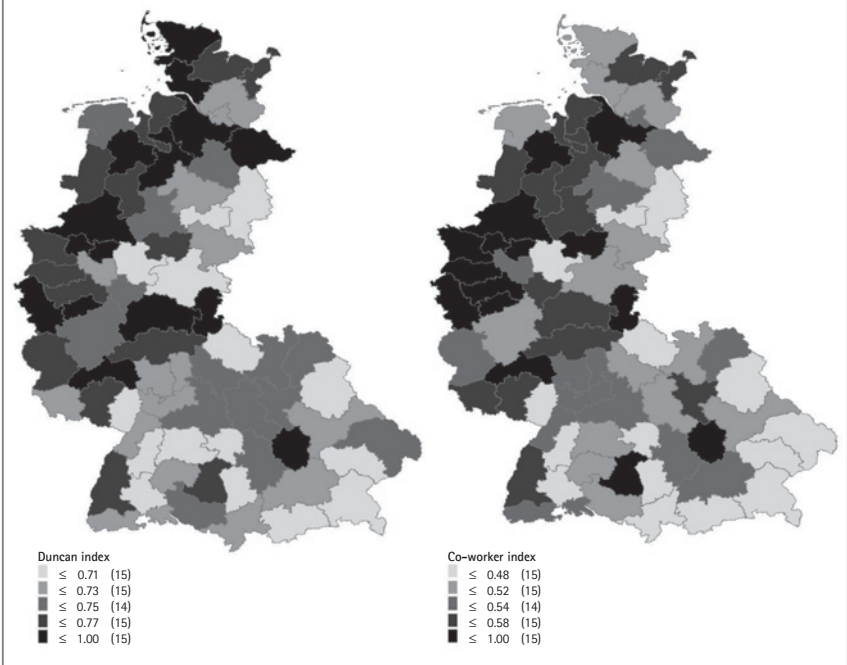 Duncan index
≤ 0.71 (15)
≤ 0.73 (15)
≤ 0.75 (14)
≤ 0.77 (15)
≤ 1.00 (15)
Co-worker index
≤ 0.48 (15)
≤ 0.52 (15)
≤ 0.54 (14)
≤ 0.58 (15)
≤ 1.00 (15)